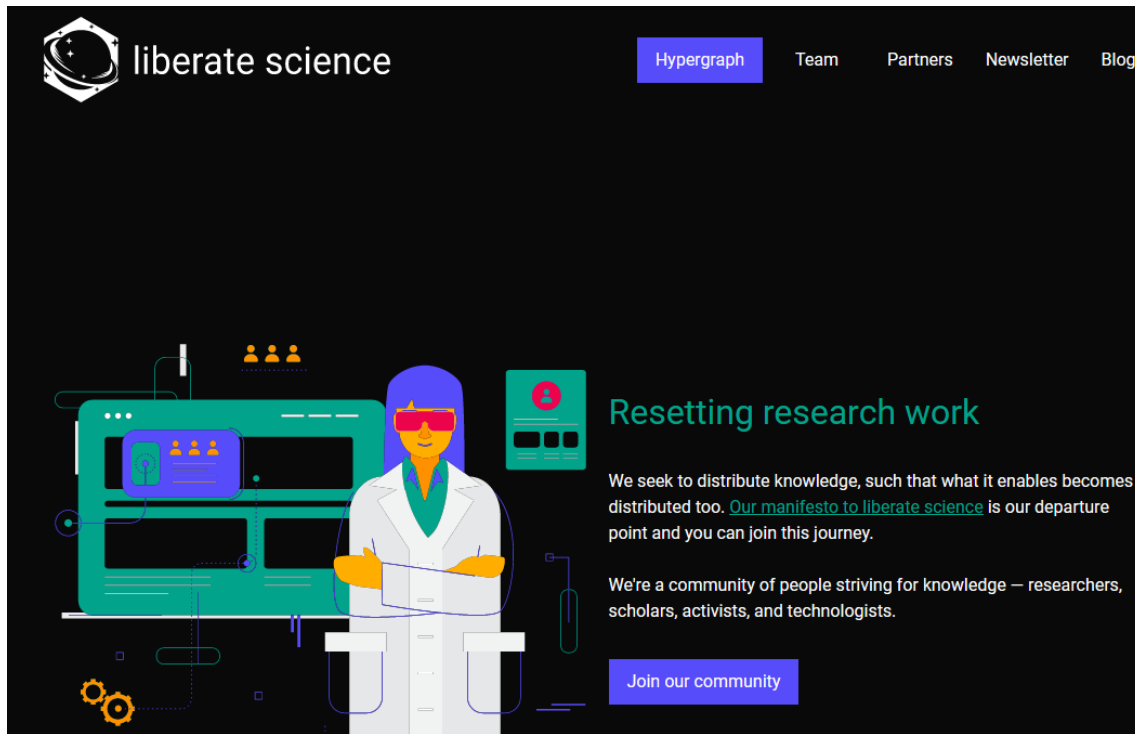 liberate science
Hypergraph
Team
Partners
Newsletter
Blog
Resetting research work
We seek to distribute knowledge, such that what it enables becomes
distributed too. Our manifesto to liberate science is our departure
point and you can join this journey.
We're a community of people striving for knowledge — researchers,
scholars, activists, and technologists.
Join our community